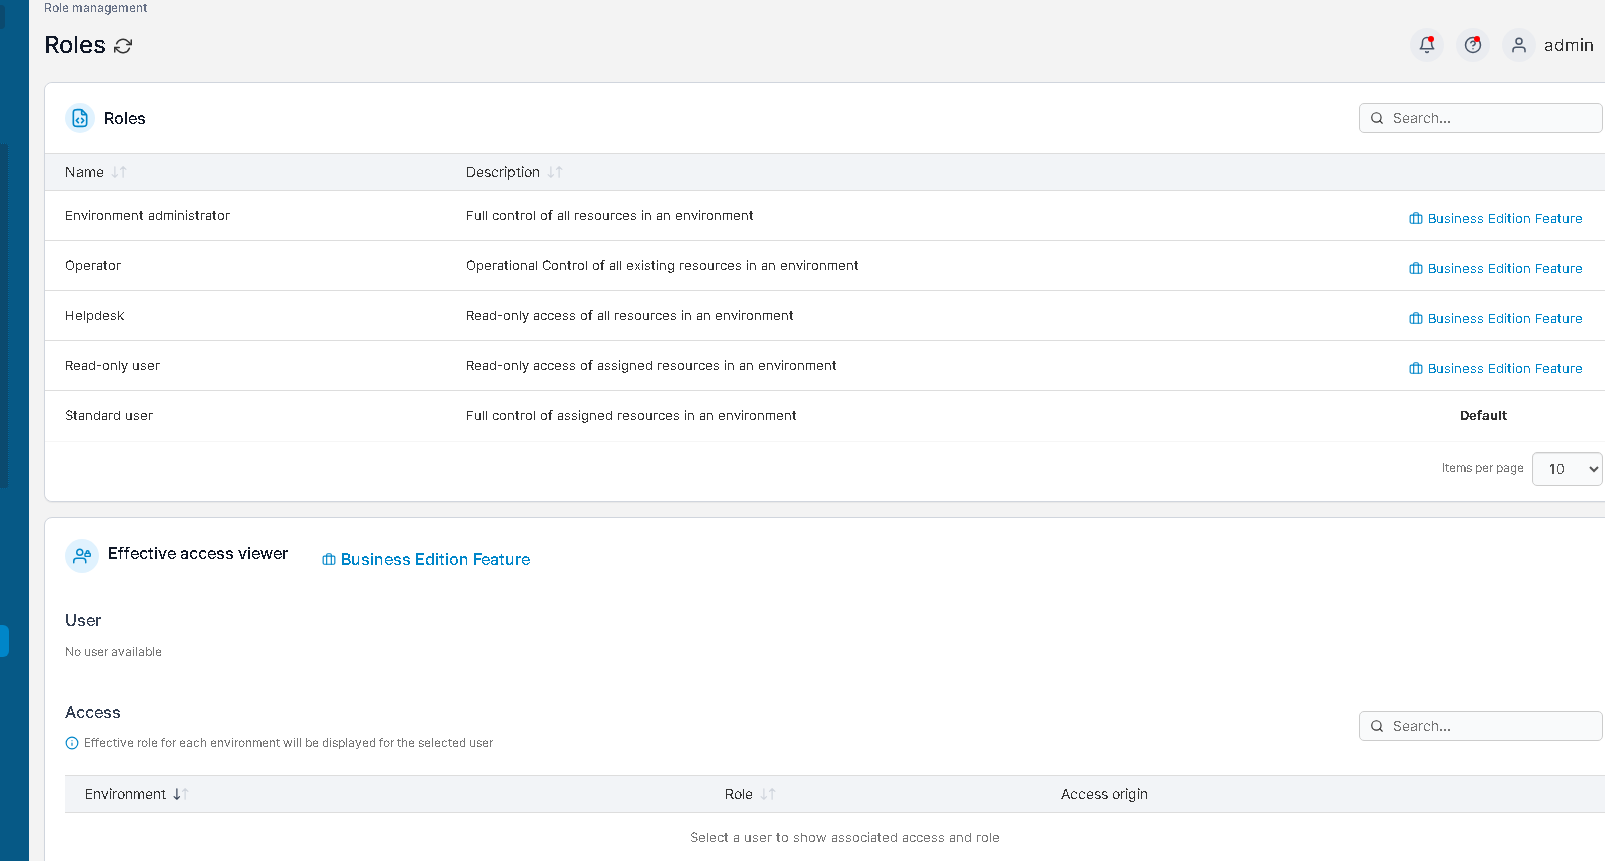 Role management
Roles
admin
Roles
Search...
Name Description
Environment administrator Full control of all resources in an environment Business Edition Feature
Operator Operational Control of all existing resources in an environment Business Edition Feature
Helpdesk Read-only access of all resources in an environment Business Edition Feature
Read-only user Read-only access of assigned resources in an environment Business Edition Feature
Standard user Full control of assigned resources in an environment Default
Items per page 10
Effective access viewer Business Edition Feature
User
No user available
Access
Search...
Effective role for each environment will be displayed for the selected user
Environment Role Access origin
Select a user to show associated access and role